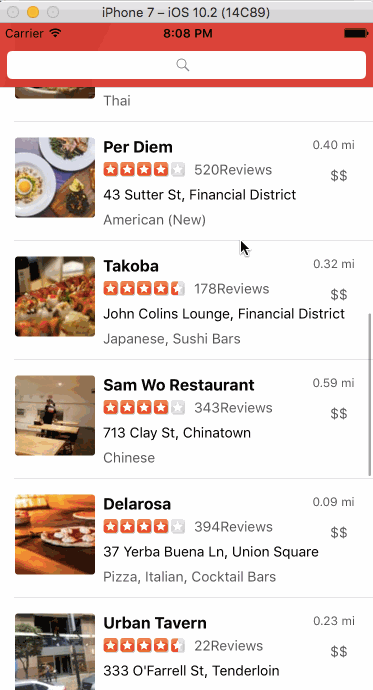 iPhone 7 – iOS 10.2 (14C89)
Carrier 8:08 PM
Thai
Per Diem 0.40 mi
520Reviews $$
43 Sutter St, Financial District
American (New)
Takoba 0.32 mi
178Reviews $$
John Colins Lounge, Financial District
Japanese, Sushi Bars
Sam Wo Restaurant 0.59 mi
343Reviews $$
713 Clay St, Chinatown
Chinese
Delarosa 0.09 mi
394Reviews $$
37 Yerba Buena Ln, Union Square
Pizza, Italian, Cocktail Bars
Urban Tavern 0.23 mi
22Reviews $$
333 O'Farrell St, Tenderloin